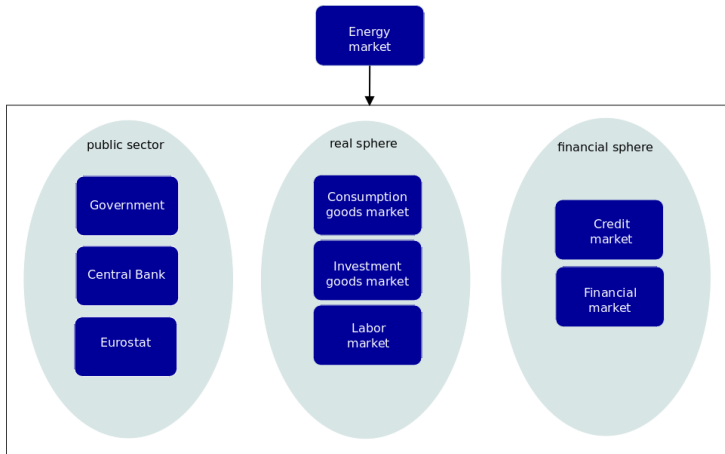 Energy
market
public sector
Government
Central Bank
Eurostat
real sphere
Consumption
goods market
Investment
goods market
Labor
market
financial sphere
Credit
market
Financial
market